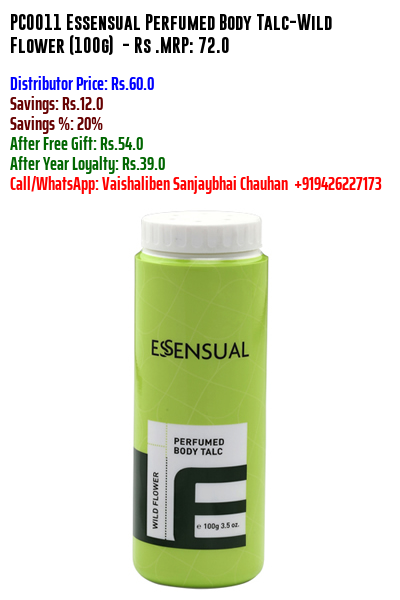 PC0011 Essensual Perfumed Body Talc-Wild
Flower (100g)  - Rs .MRP: 72.0
Distributor Price: Rs.60.0
Savings: Rs.12.0
Savings %: 20%
After Free Gift: Rs.54.0
After Year Loyalty: Rs.39.0
Call/WhatsApp: Vaishaliben Sanjaybhai Chauhan  +919426227173
ESSENSUAL
PERFUMED
BODY TALC
WILD FLOWER
e 100g 3.5 oz.